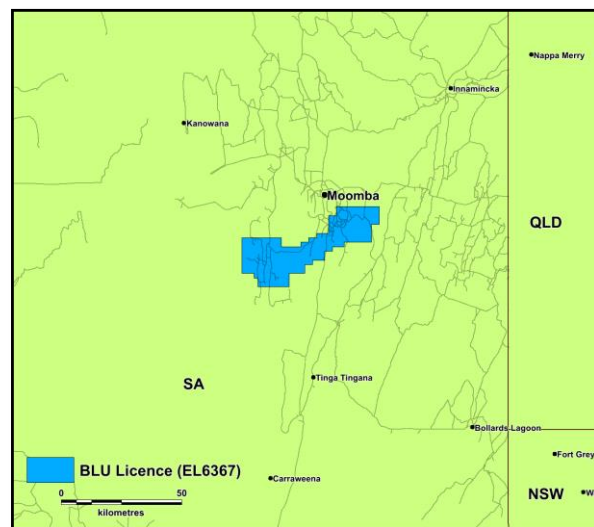 Nappa Merry
Innamincka
Kanowana
Moomba
QLD
SA
Tinga Tingana
Bollards Lagoon
BLU Licence (EL6367)
Fort Grey
Carraweena
0 50
kilometres
NSW
W